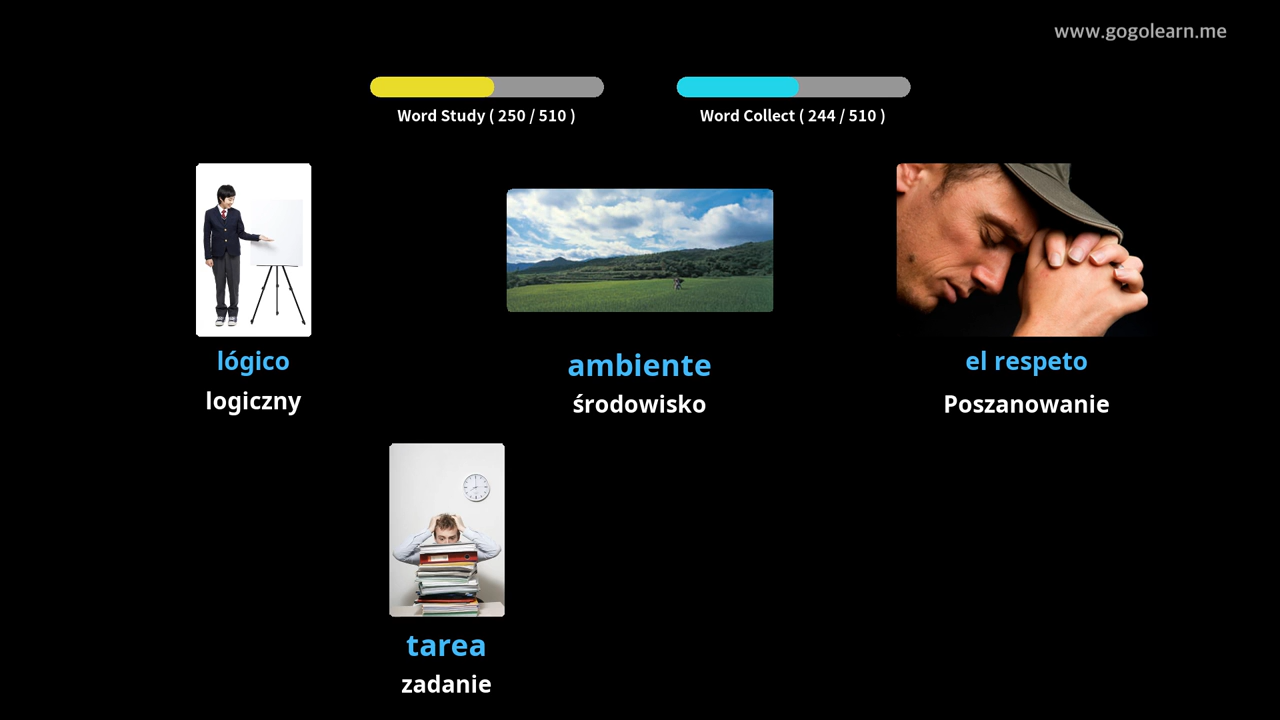 www.gogolearn.me
Word Study ( 250 / 510 )
Word Collect ( 244 / 510 )
lógico
logiczny
ambiente
środowisko
el respeto
Poszanowanie
tarea
zadanie